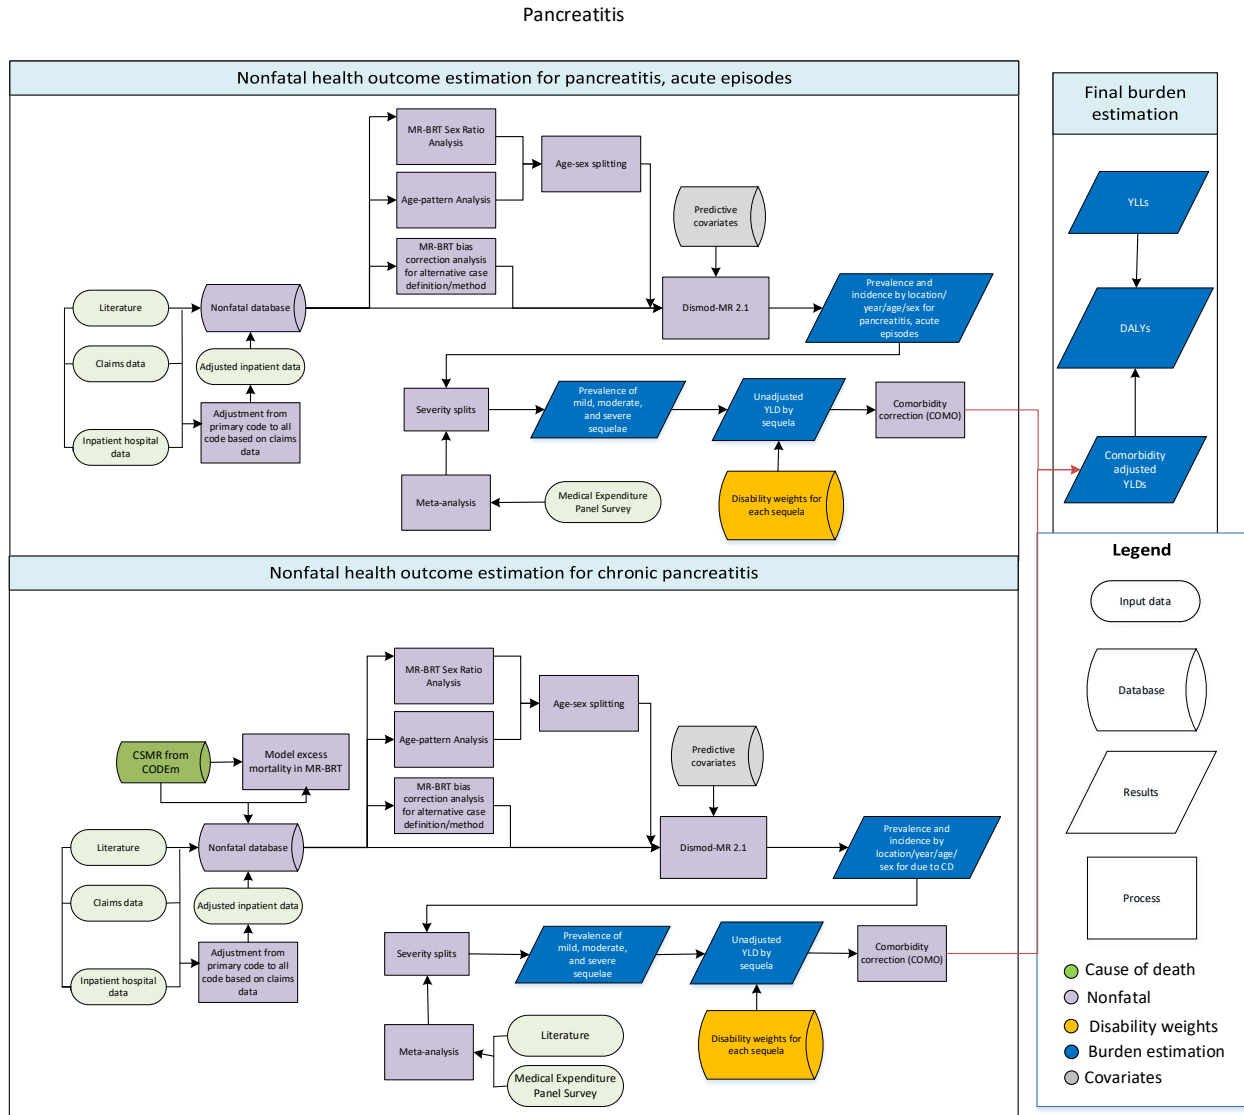 Pancreatitis
Nonfatal health outcome estimation for pancreatitis, acute episodes
MR-BRT Sex Ratio
Analysis
Age-sex splitting
Age-pattern Analysis
MR-BRT bias
correction analysis
for alternative case
definition/method
Predictive
covariates
Literature
Nonfatal database
Dismod-MR 2.1
Prevalence and
incidence by location/
year/age/sex for
pancreatitis, acute
episodes
Claims data
Adjusted inpatient data
Inpatient hospital
data
Adjustment from
primary code to all
code based on claims
data
Severity splits
Prevalence of
mild, moderate,
and severe
sequelae
Unadjusted
YLD by
sequela
Comorbidity
correction (COMO)
Meta-analysis
Medical Expenditure
Panel Survey
Disability weights for
each sequela
Final burden
estimation
YLLs
DALYs
Comorbidity
adjusted
YLDs
Nonfatal health outcome estimation for chronic pancreatitis
MR-BRT Sex Ratio
Analysis
Age-sex splitting
Age-pattern Analysis
MR-BRT bias
correction analysis
for alternative case
definition/method
Predictive
covariates
CSMR from
CODEm
Model excess
mortality in MR-BRT
Literature
Nonfatal database
Dismod-MR 2.1
Prevalence and
incidence by
location/year/age/
sex for due to CD
Claims data
Adjusted inpatient data
Inpatient hospital
data
Adjustment from
primary code to all
code based on claims
data
Severity splits
Prevalence of
mild, moderate,
and severe
sequelae
Unadjusted
YLD by
sequela
Comorbidity
correction (COMO)
Meta-analysis
Literature
Medical Expenditure
Panel Survey
Disability weights for
each sequela
Legend
Input data
Database
Results
Process
Cause of death
Nonfatal
Disability weights
Burden estimation
Covariates